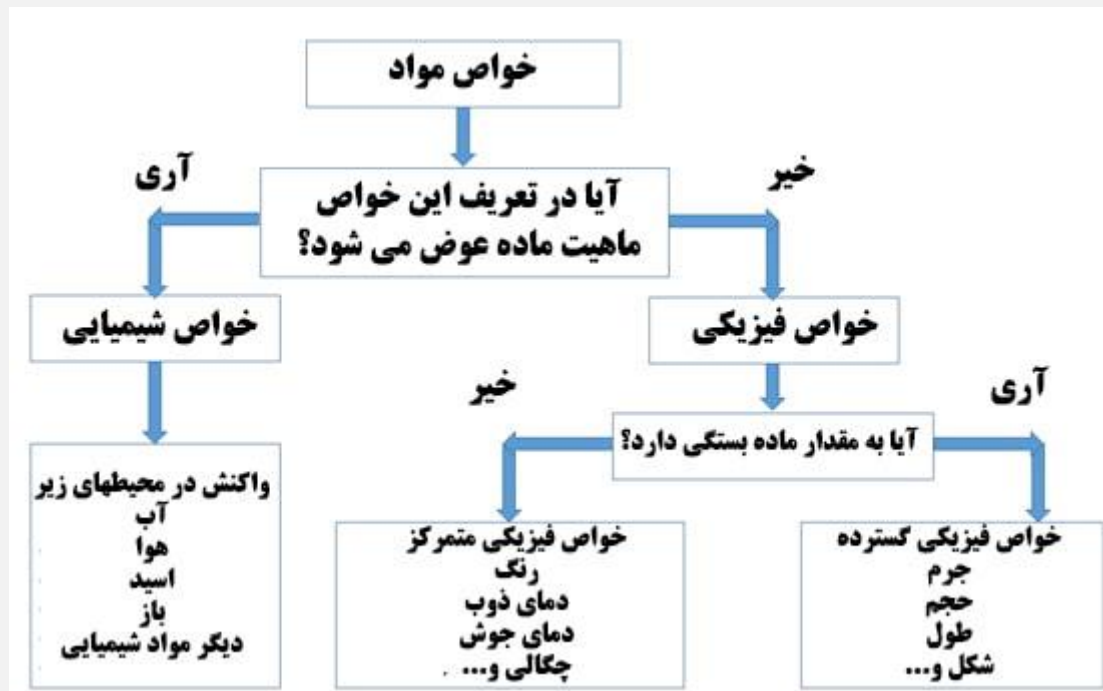 خواص مواد
خیر
آری
آیا در تعریف این خواص
ماهیت ماده عوض می شود؟
خواص فیزیکی
خواص شیمیایی
آری
خیر
آیا به مقدار ماده بستگی دارد؟
خواص فیزیکی گسترده
جرم
حجم
طول
شکل و...
خواص فیزیکی متمرکز
رنگ
دمای ذوب
دمای جوش
چگالی و...
واکنش در محیطهای زیر
آب
هوا
اسید
باز
دیگر مواد شیمیایی